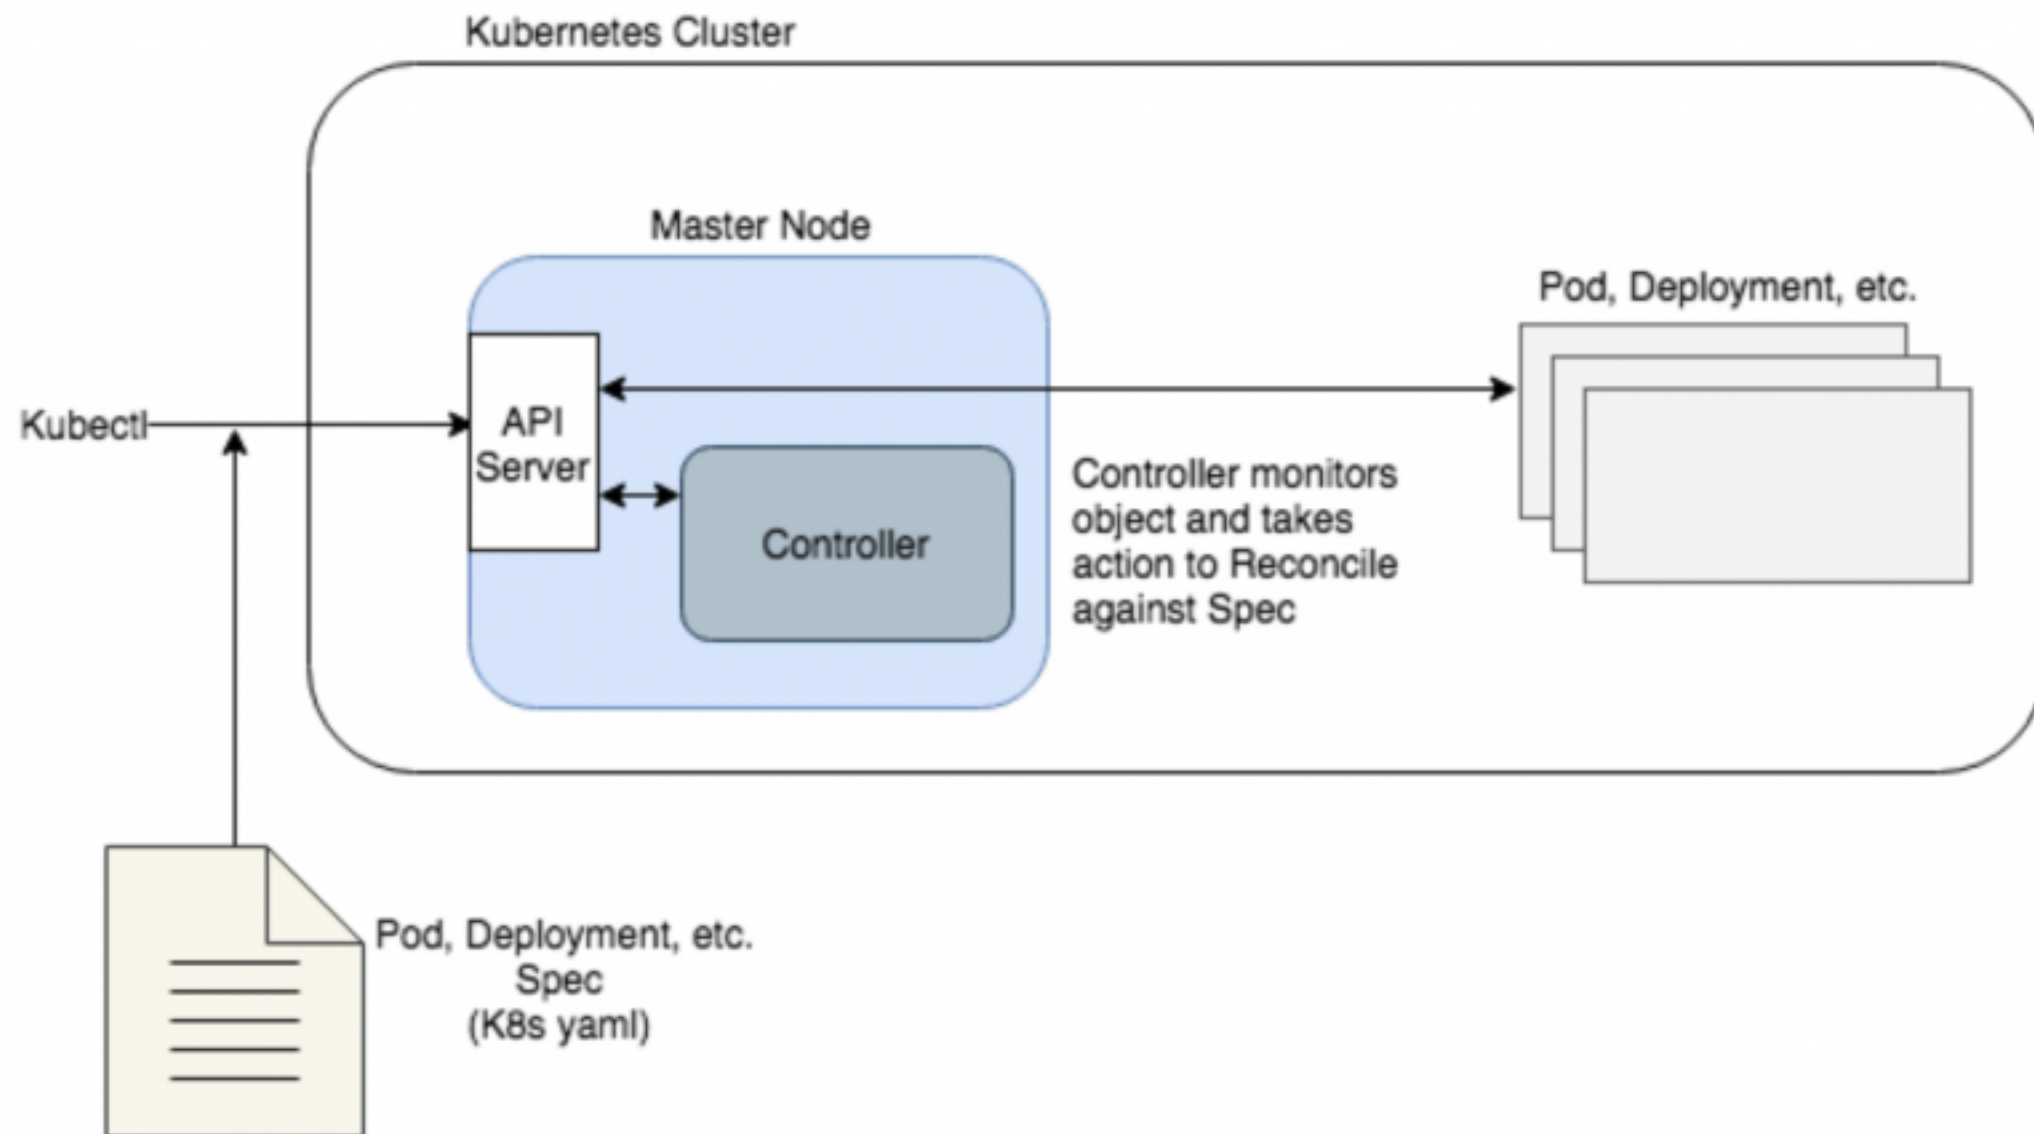 Kubernetes Cluster
Master Node
Pod, Deployment, etc.
Kubectl
API
Server
Controller
Controller monitors
object and takes
action to Reconcile
against Spec
Pod, Deployment, etc.
Spec
(K8s yaml)